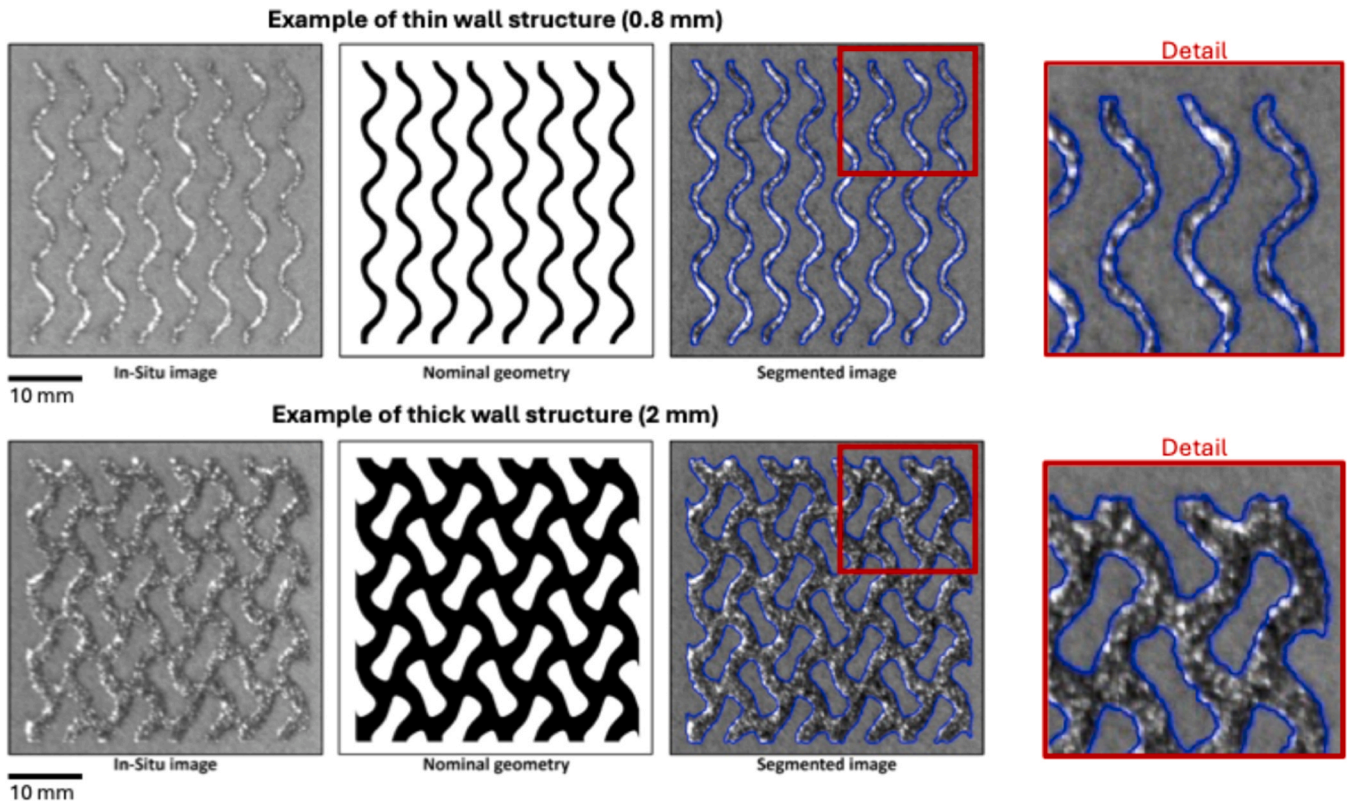 Example of thin wall structure (0.8 mm)
Detail
In-Situ image
Nominal geometry
Segmented image
10 mm
Example of thick wall structure (2 mm)
Detail
In-Situ image
Nominal geometry
Segmented image
10 mm